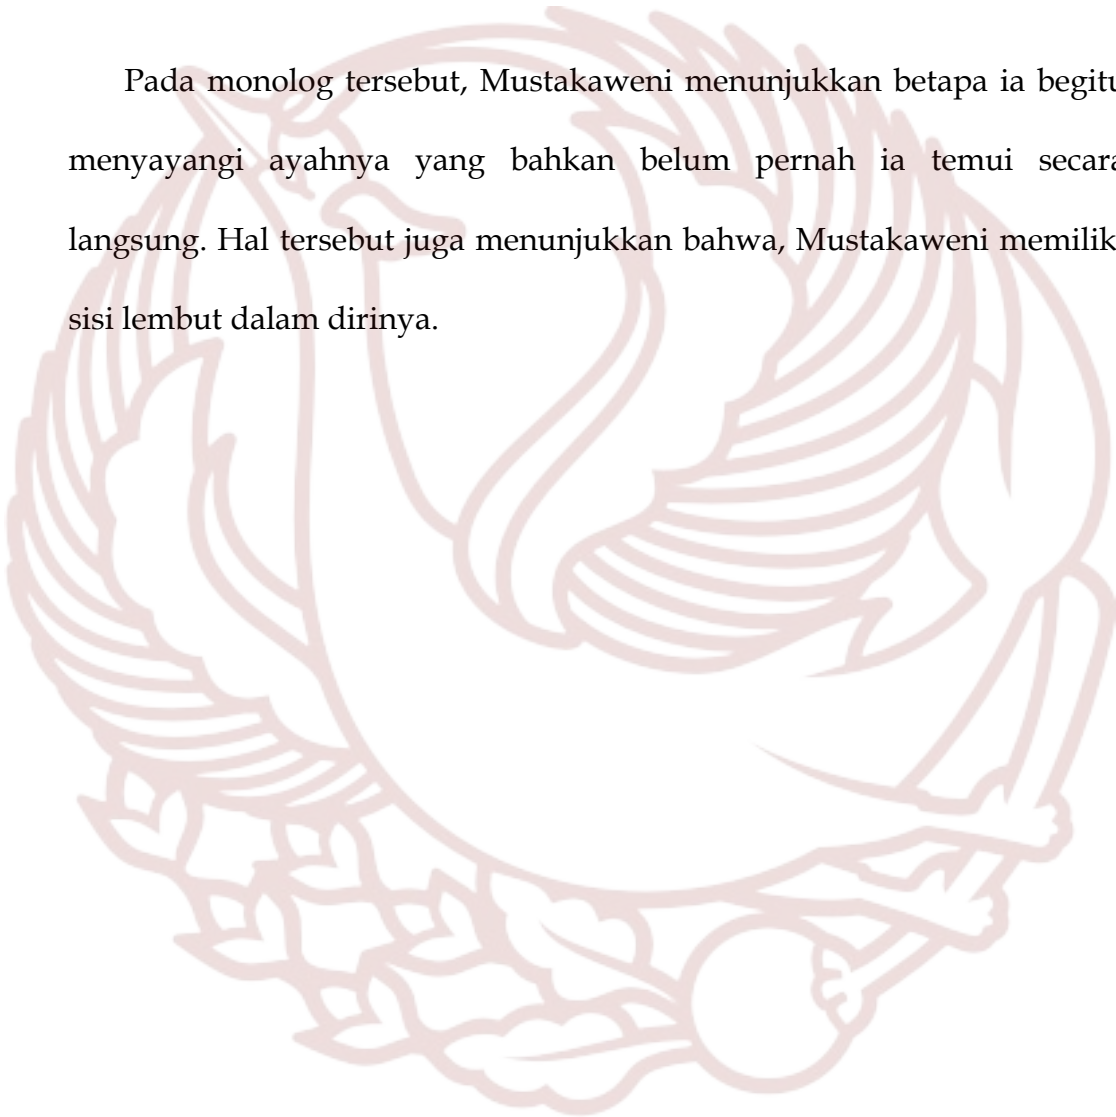 Pada monolog tersebut, Mustakaweni menunjukkan betapa ia begitu
menyayangi ayahnya yang bahkan belum pernah ia temui secara
langsung. Hal tersebut juga menunjukkan bahwa, Mustakaweni memilik
sisi lembut dalam dirinya.